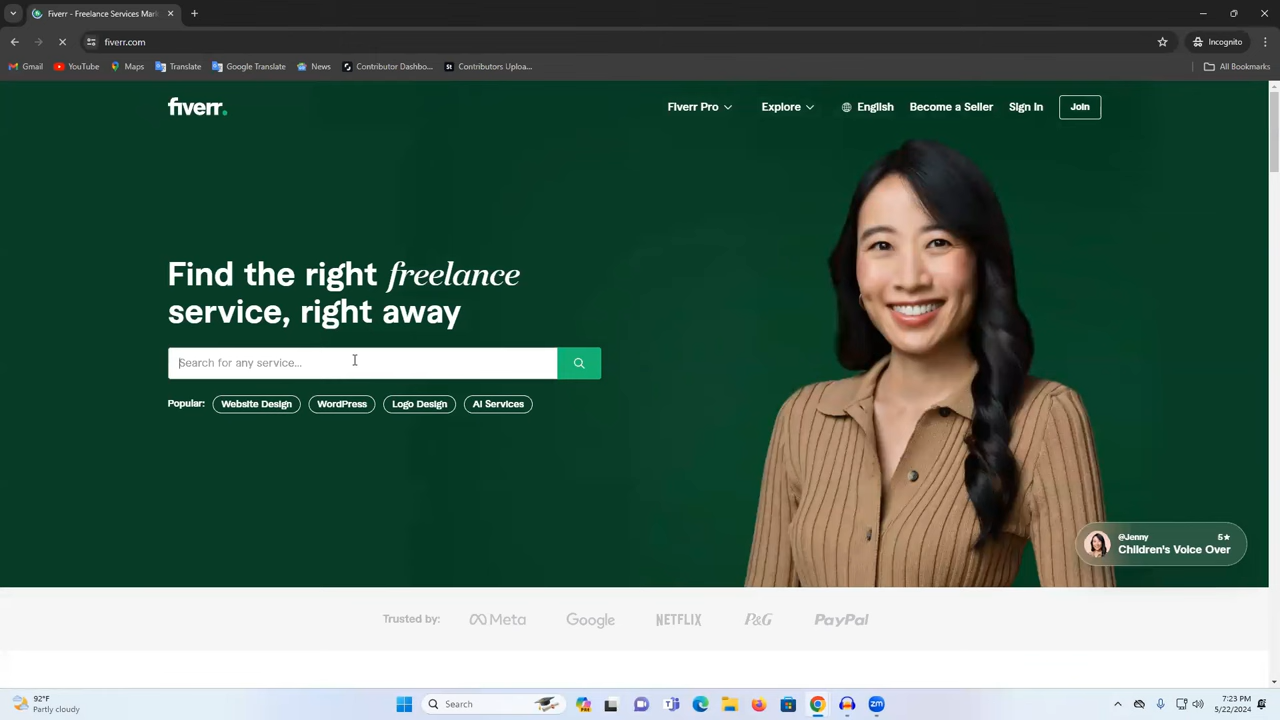 Fiverr - Freelance Services Mark
fiverr.com
Incognito
Gmail YouTube Maps Translate Google Translate News Contributor Dashbo... Contributors Uploa... All Bookmarks
fiverr.
Fiverr Pro Explore English Become a Seller Sign In Join
Find the right freelance
service, right away
Search for any service...
Popular: Website Design WordPress Logo Design AI Services
@Jenny 5★
Children's Voice Over
Trusted by: Meta Google NETFLIX P&G PayPal
92°F
Partly cloudy
Search
7:23 PM
5/22/2024